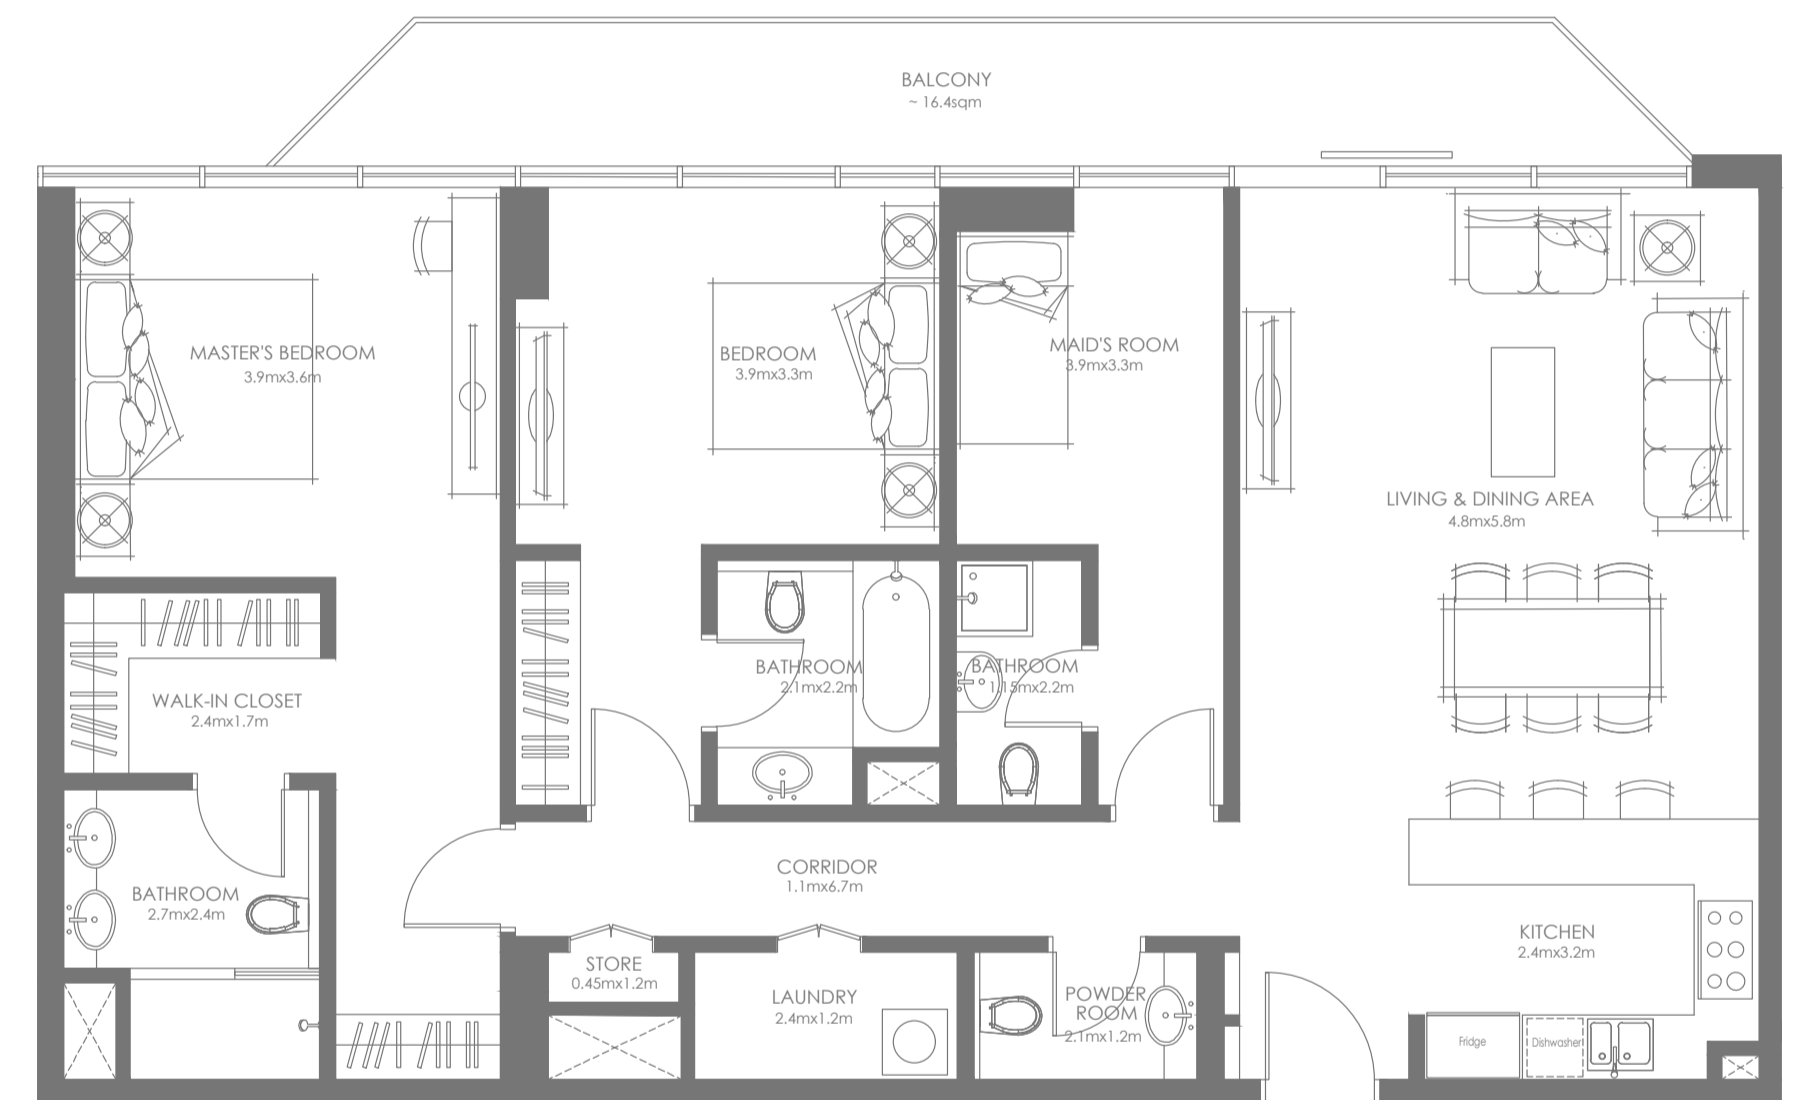 BALCONY
~ 16.4sqm
MASTER'S BEDROOM
3.9mx3.6m
BEDROOM
3.9mx3.3m
MAID'S ROOM
3.9mx3.3m
LIVING & DINING AREA
4.8mx5.8m
WALK-IN CLOSET
2.4mx1.7m
BATHROOM
2.1mx2.2m
BATHROOM
1.15mx2.2m
CORRIDOR
1.1mx6.7m
BATHROOM
2.7mx2.4m
KITCHEN
2.4mx3.2m
STORE
0.45mx1.2m
LAUNDRY
2.4mx1.2m
POWDER
ROOM
2.1mx1.2m
Fridge
Dishwasher